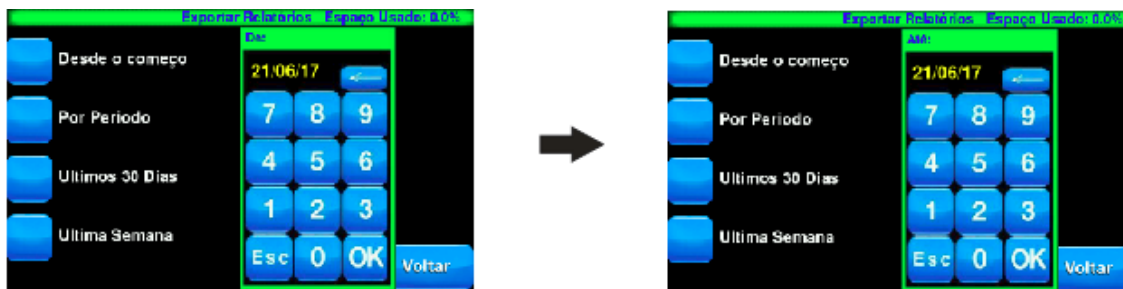 Exportar Relatórios Espaço Usado: 0.0%
Desde o começo
Por Periodo
Ultimos 30 Dias
Ultima Semana
Da:
21/06/17
7 8 9
4 5 6
1 2 3
Esc 0 OK
Voltar
Exportar Relatórios Espaço Usado: 0.0%
Desde o começo
Por Periodo
Ultimos 30 Dias
Ultima Semana
Até:
21/06/17
7 8 9
4 5 6
1 2 3
Esc 0 OK
Voltar